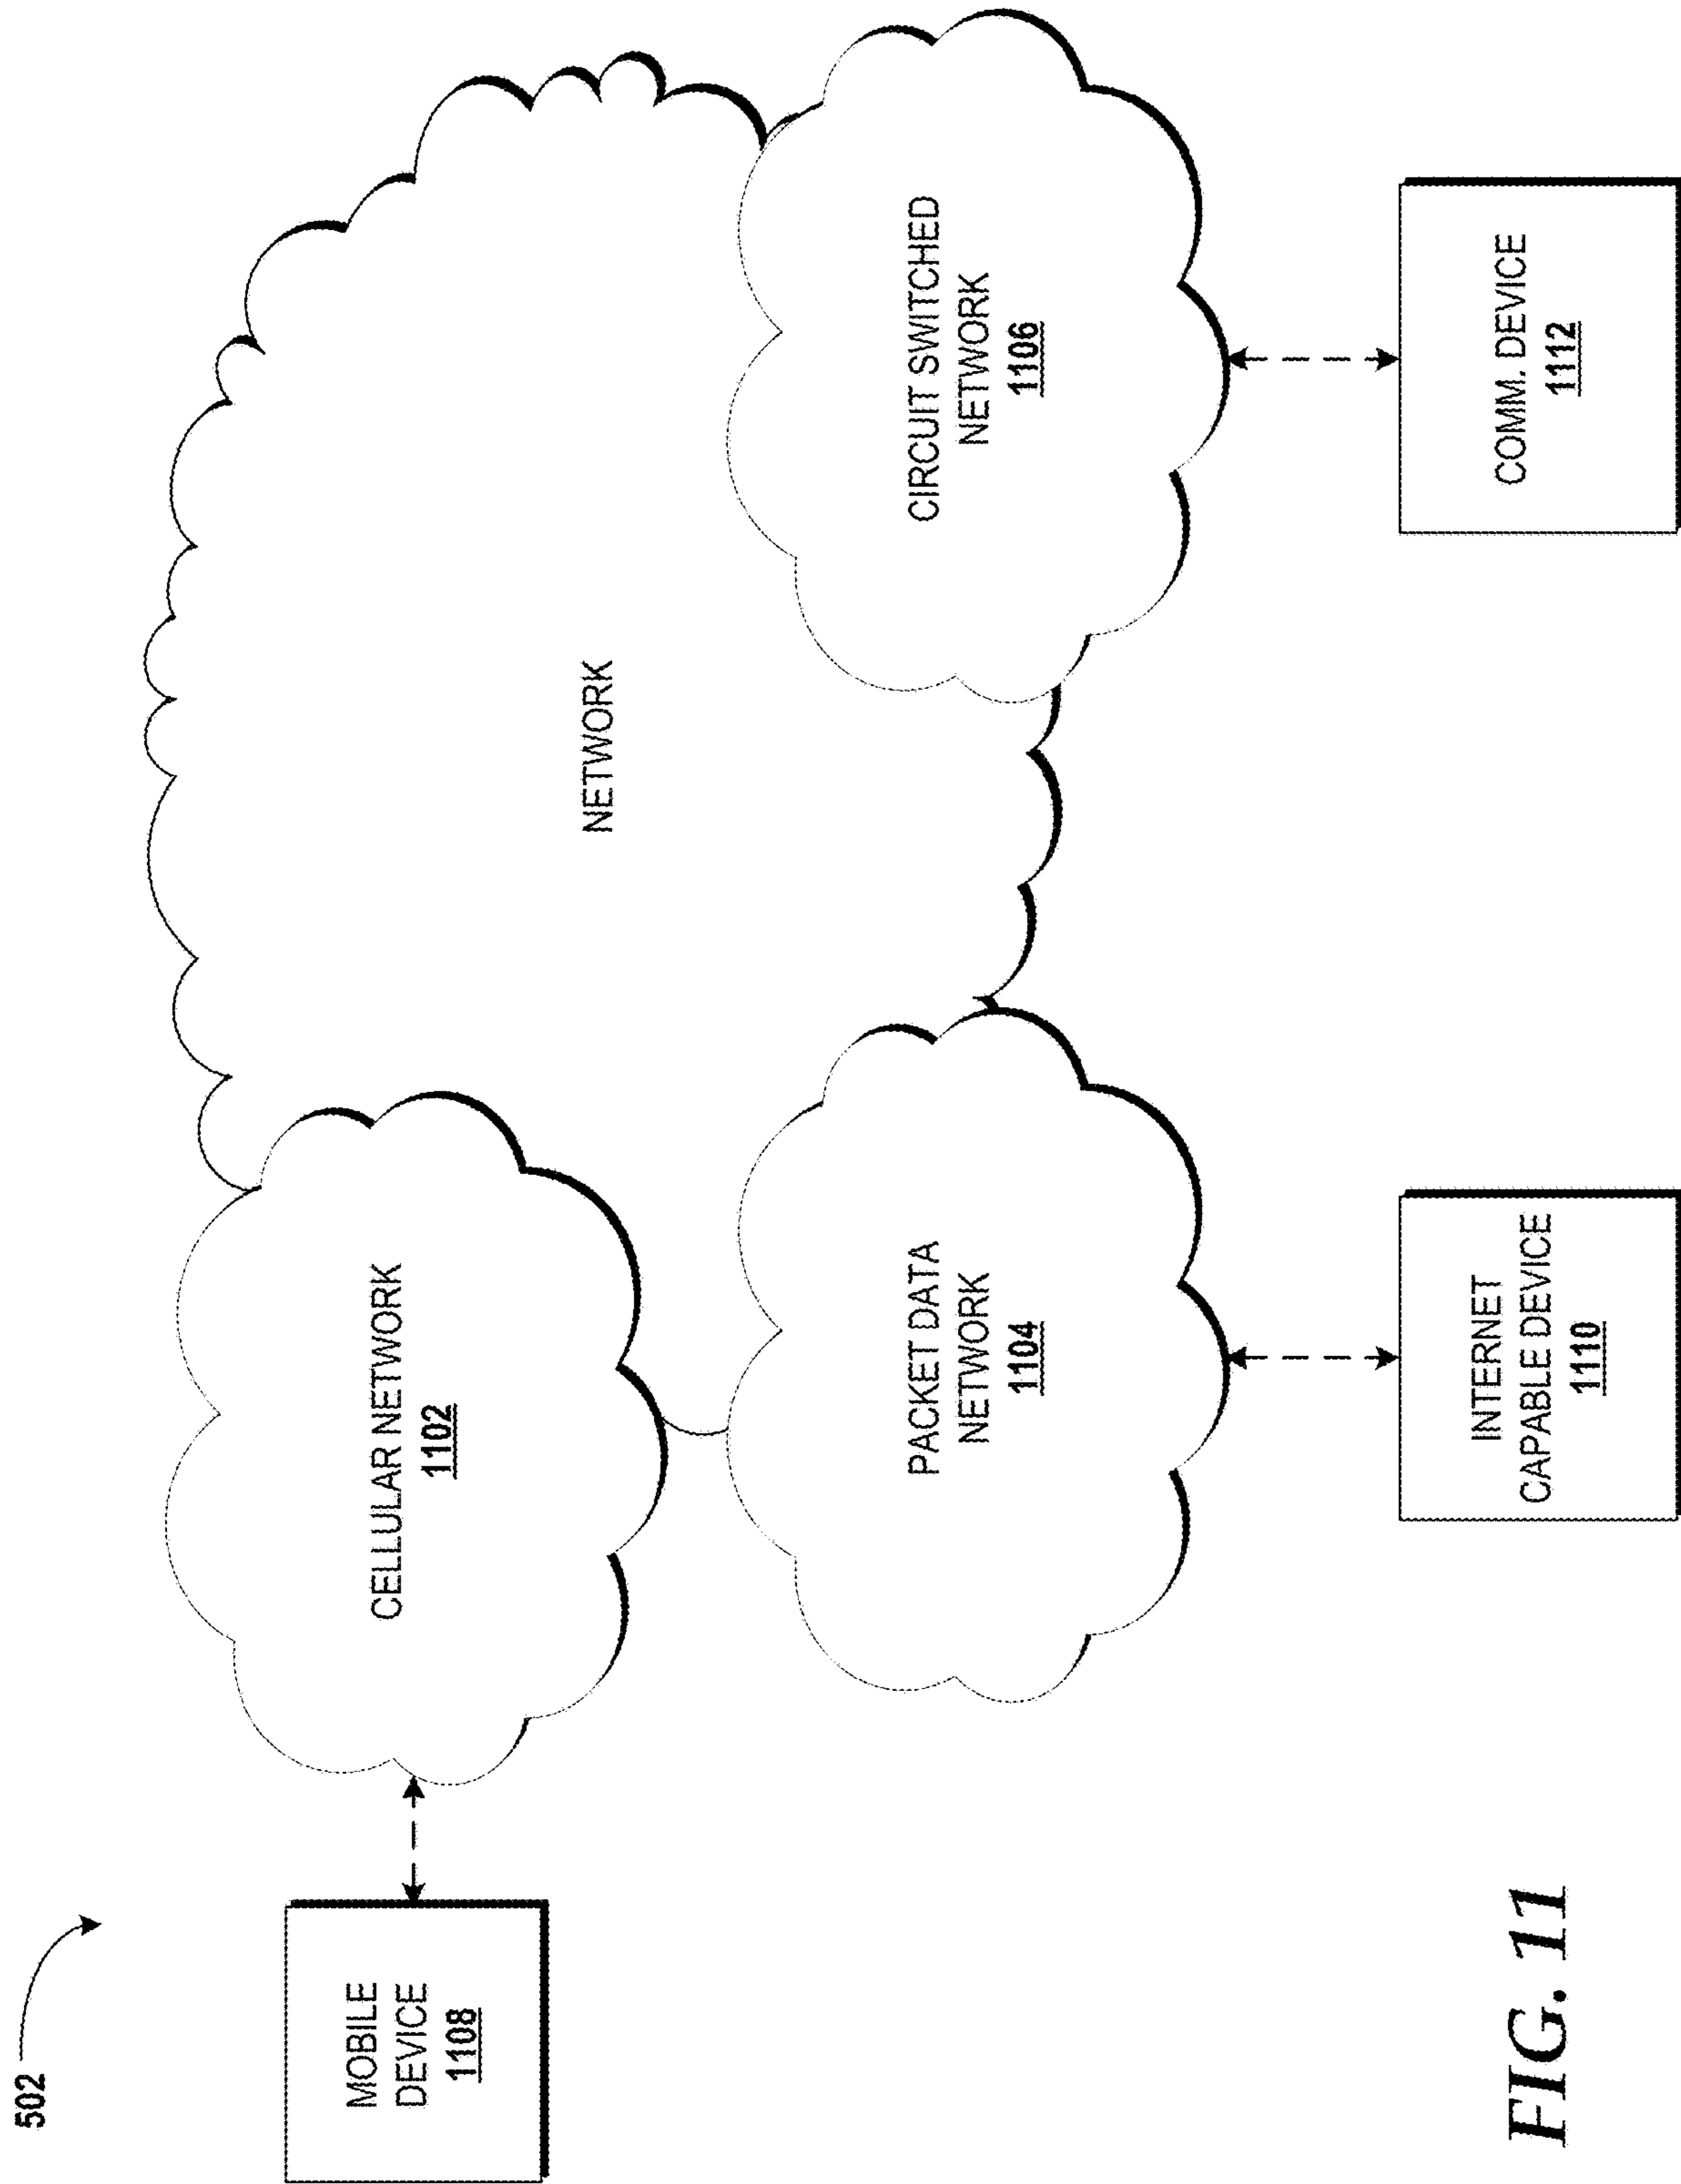 502
MOBILE
DEVICE
1108
CELLULAR NETWORK
1102
NETWORK
PACKET DATA
NETWORK
1104
CIRCUIT SWITCHED
NETWORK
1106
INTERNET
CAPABLE DEVICE
1110
COMM. DEVICE
1112
FIG. 11